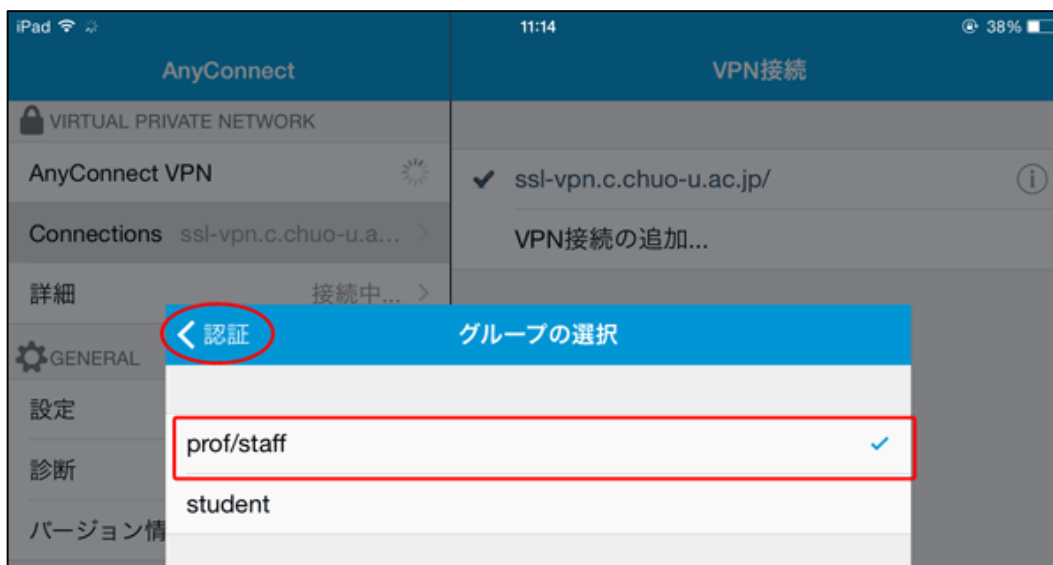 iPad 11:14 38%
AnyConnect
VPN接続
VIRTUAL PRIVATE NETWORK
AnyConnect VPN
ssl-vpn.c.chuo-u.ac.jp/
Connections ssl-vpn.c.chuo-u.a...
VPN接続の追加...
詳細 接続中...
認証 グループの選択
GENERAL
設定
prof/staff
診断
student
バージョン情